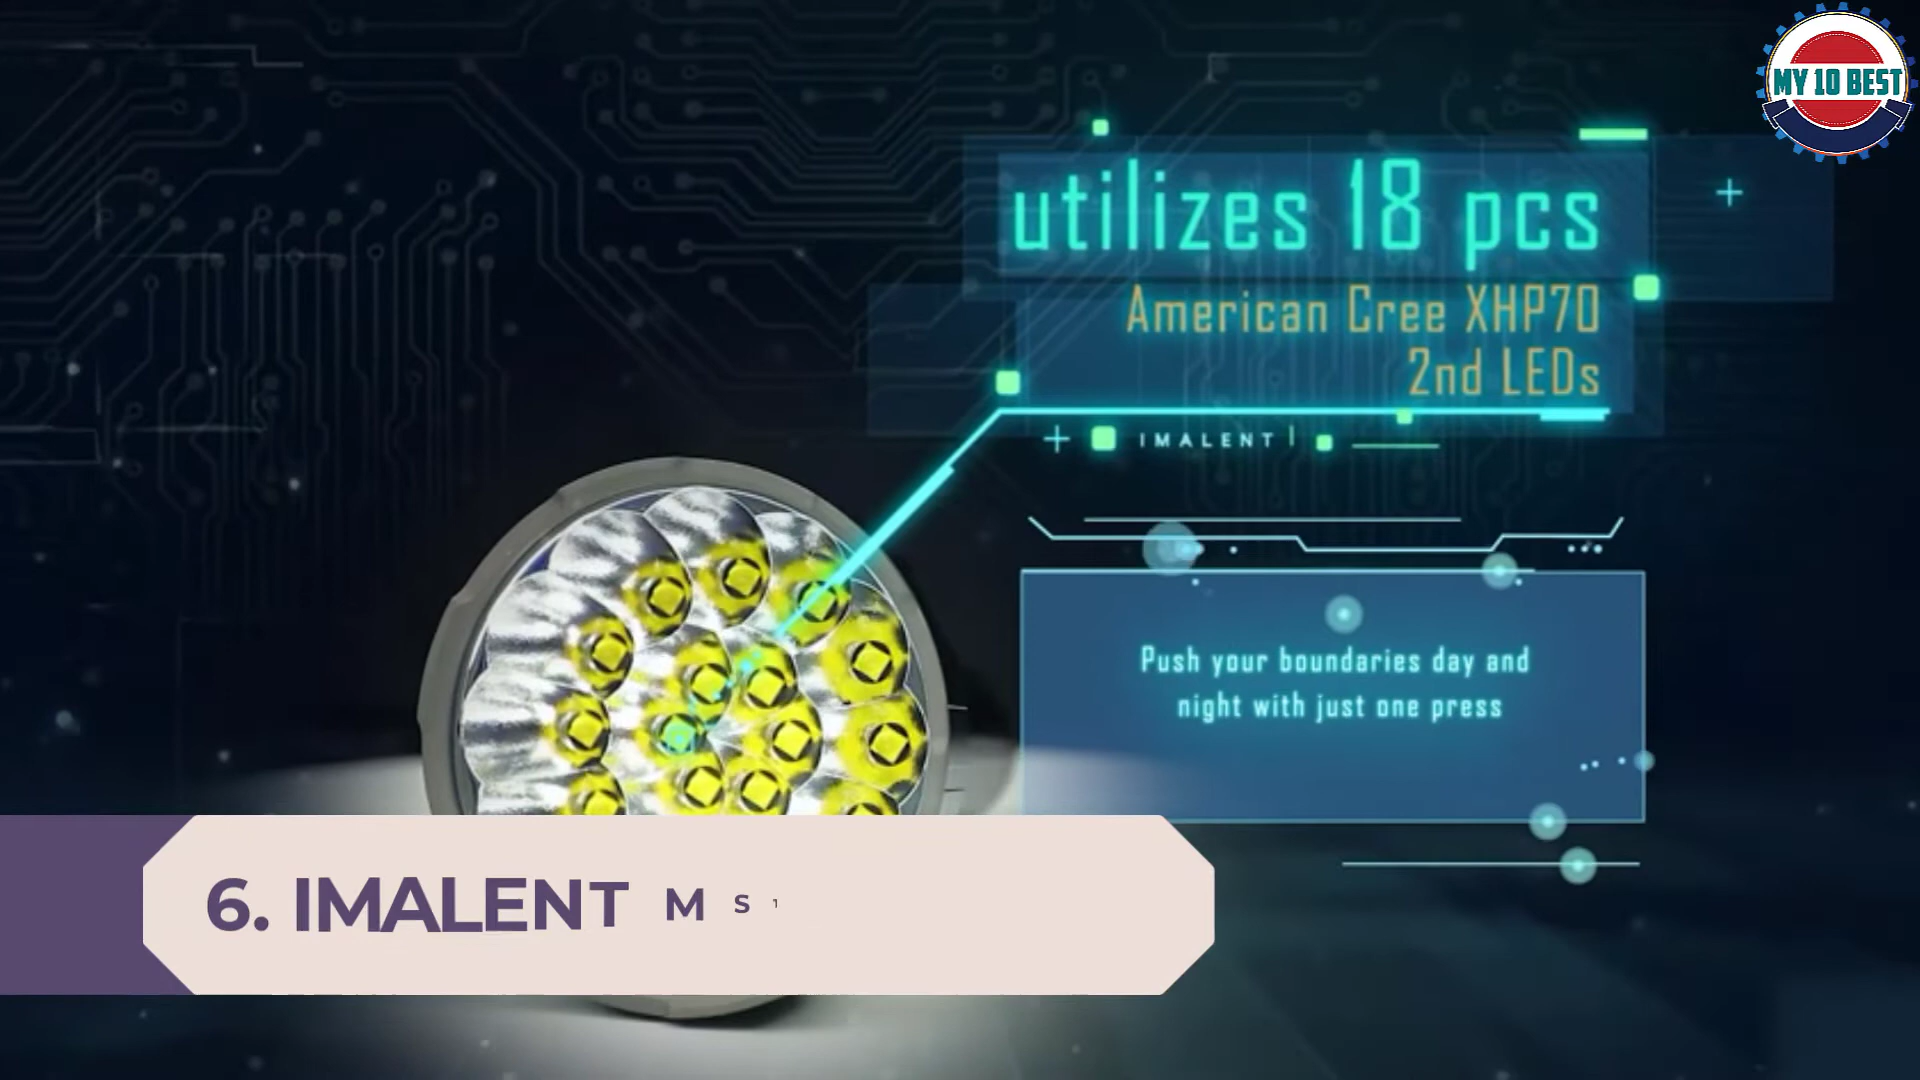 MY 10 BEST
utilizes 18 pcs
American Cree XHP70
2nd LEDs
IMALENT
Push your boundaries day and
night with just one press
6. IMALENT MS1